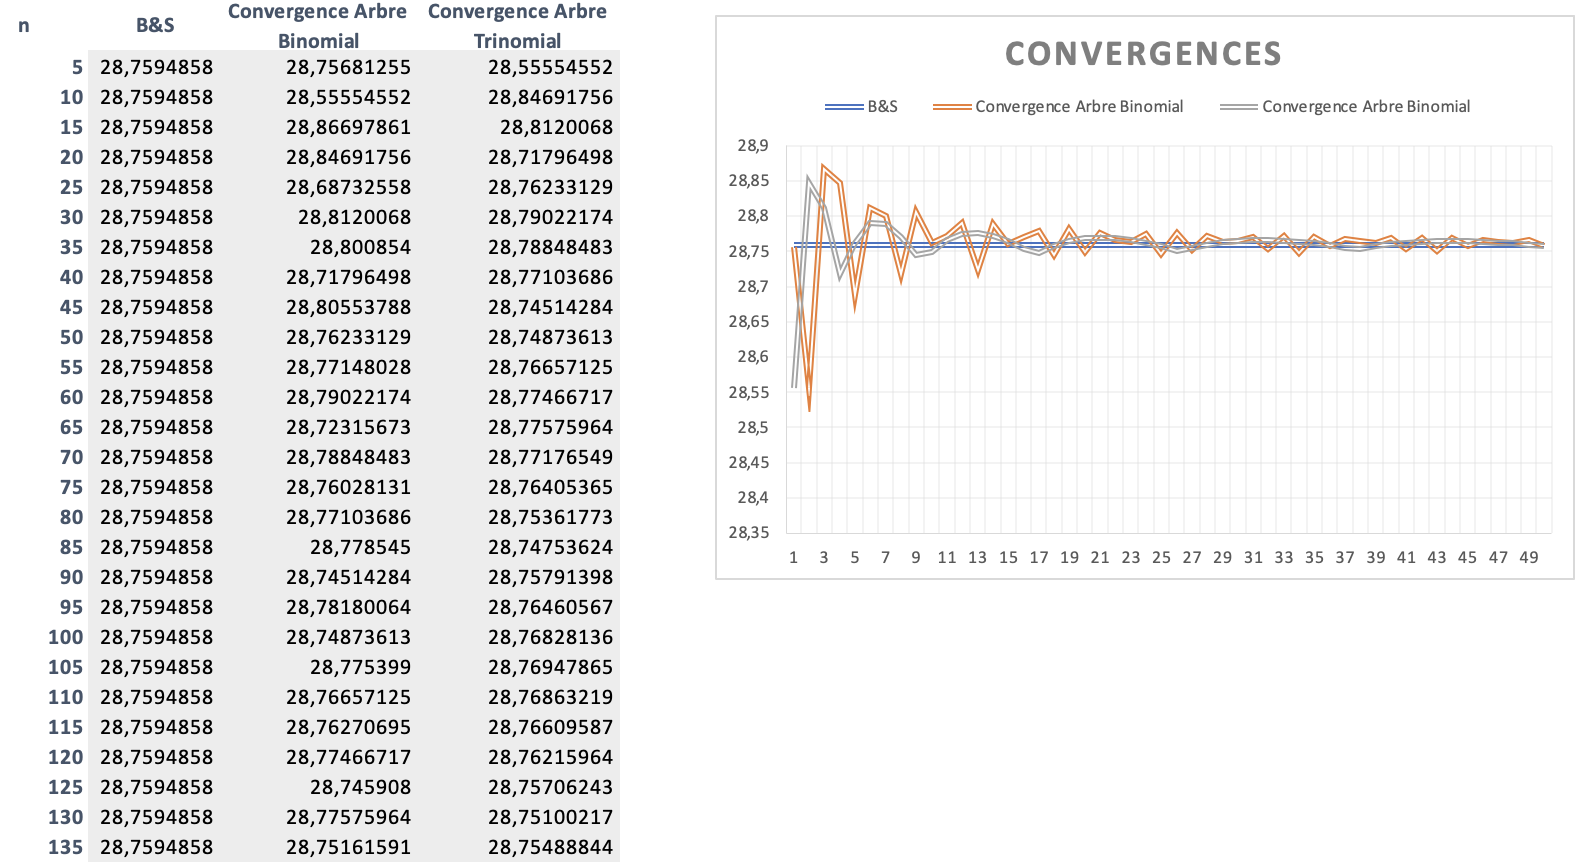 n B&S Convergence Arbre Binomial Convergence Arbre Trinomial
5 28,7594858 28,75681255 28,55554552
10 28,7594858 28,55554552 28,84691756
15 28,7594858 28,86697861 28,8120068
20 28,7594858 28,84691756 28,71796498
25 28,7594858 28,68732558 28,76233129
30 28,7594858 28,8120068 28,79022174
35 28,7594858 28,800854 28,78848483
40 28,7594858 28,71796498 28,77103686
45 28,7594858 28,80553788 28,74514284
50 28,7594858 28,76233129 28,74873613
55 28,7594858 28,77148028 28,76657125
60 28,7594858 28,79022174 28,77466717
65 28,7594858 28,72315673 28,77575964
70 28,7594858 28,78848483 28,77176549
75 28,7594858 28,76028131 28,76405365
80 28,7594858 28,77103686 28,75361773
85 28,7594858 28,778545 28,74753624
90 28,7594858 28,74514284 28,75791398
95 28,7594858 28,78180064 28,76460567
100 28,7594858 28,74873613 28,76828136
105 28,7594858 28,775399 28,76947865
110 28,7594858 28,76657125 28,76863219
115 28,7594858 28,76270695 28,76609587
120 28,7594858 28,77466717 28,76215964
125 28,7594858 28,745908 28,75706243
130 28,7594858 28,77575964 28,75100217
135 28,7594858 28,75161591 28,75488844
CONVERGENCES
B&S Convergence Arbre Binomial Convergence Arbre Binomial
28,9
28,85
28,8
28,75
28,7
28,65
28,6
28,55
28,5
28,45
28,4
28,35
1 3 5 7 9 11 13 15 17 19 21 23 25 27 29 31 33 35 37 39 41 43 45 47 49